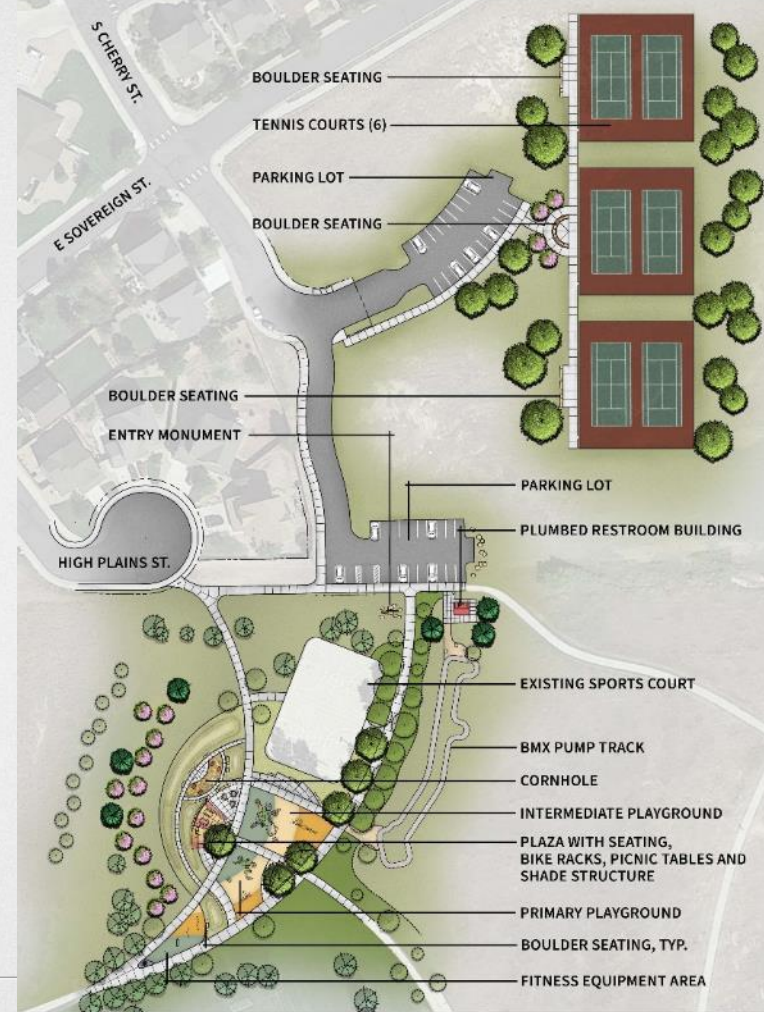 S CHERRY ST.
BOULDER SEATING
TENNIS COURTS (6)
PARKING LOT
E SOVEREIGN ST.
BOULDER SEATING
BOULDER SEATING
ENTRY MONUMENT
PARKING LOT
PLUMBED RESTROOM BUILDING
HIGH PLAINS ST.
EXISTING SPORTS COURT
BMX PUMP TRACK
CORNHOLE
INTERMEDIATE PLAYGROUND
PLAZA WITH SEATING,
BIKE RACKS, PICNIC TABLES AND
SHADE STRUCTURE
PRIMARY PLAYGROUND
BOULDER SEATING, TYP.
FITNESS EQUIPMENT AREA